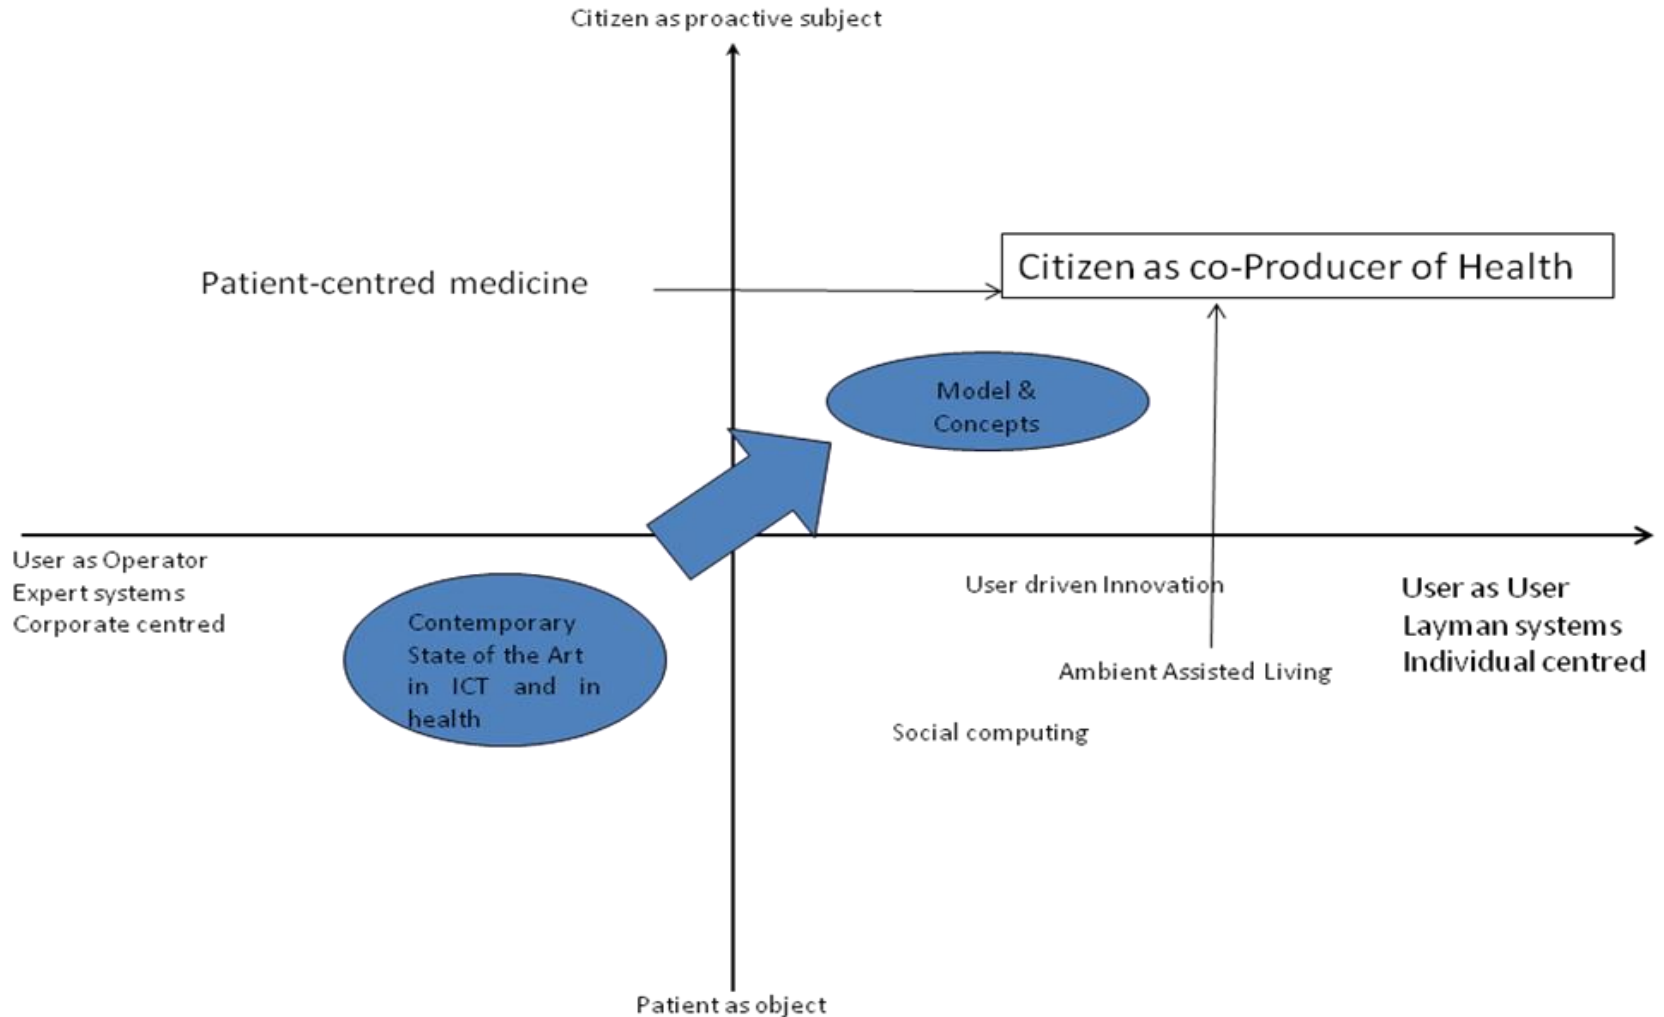 Citizen as proactive subject
Patient-centred medicine
Citizen as co-Producer of Health
Model &
Concepts
User as Operator
Expert systems
Corporate centred
Contemporary
State of the Art
in ICT and in
health
User driven Innovation
Ambient Assisted Living
Social computing
User as User
Layman systems
Individual centred
Patient as object